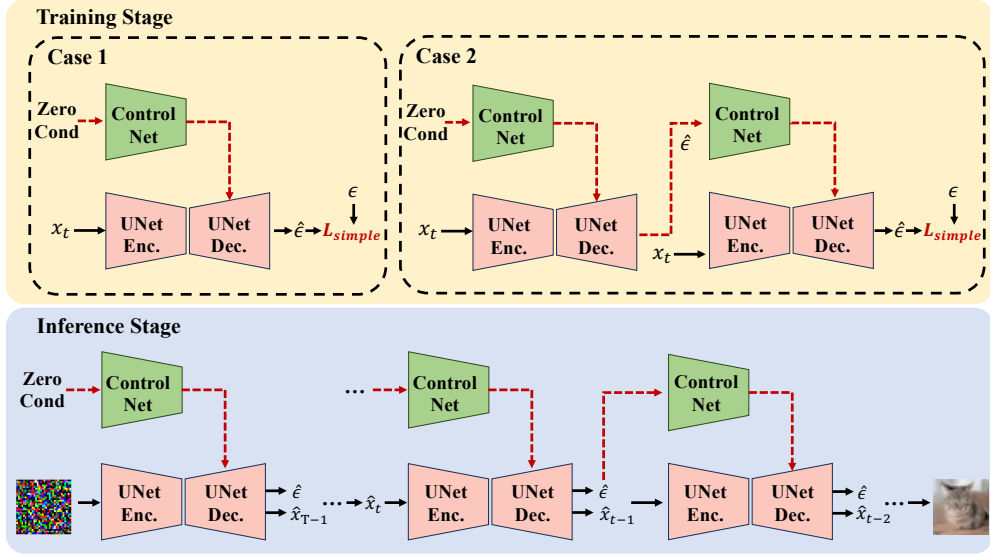 Training Stage
Case 1
Zero
Cond
Control
Net
x_t
UNet
Enc.
UNet
Dec.
ε̂
ϵ
L_simple
Case 2
Zero
Cond
Control
Net
x_t
UNet
Enc.
UNet
Dec.
ϵ̂
Control
Net
x_t
UNet
Enc.
UNet
Dec.
ϵ̂
ϵ
L_simple
Inference Stage
Zero
Cond
Control
Net
UNet
Enc.
UNet
Dec.
ϵ̂
x̂_{T−1}
...
...
Control
Net
x̂_t
UNet
Enc.
UNet
Dec.
ϵ̂
x̂_{t−1}
Control
Net
UNet
Enc.
UNet
Dec.
ϵ̂
x̂_{t−2}
...